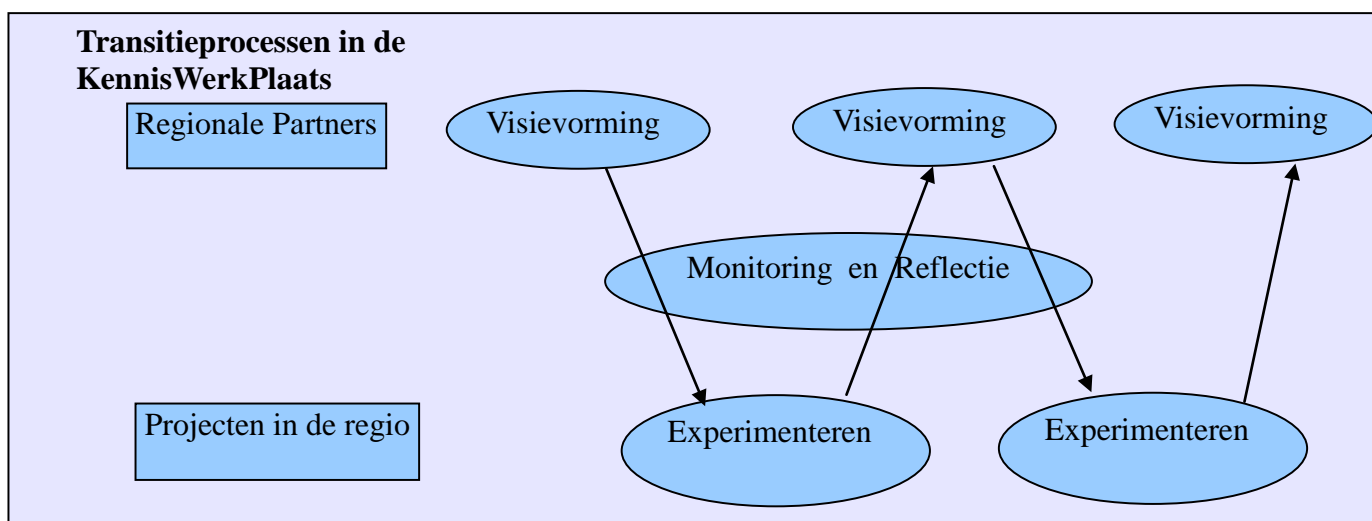 Transitieprocessen in de
KennisWerkPlaats
Regionale Partners
Visievorming
Visievorming
Visievorming
Monitoring en Reflectie
Projecten in de regio
Experimenteren
Experimenteren